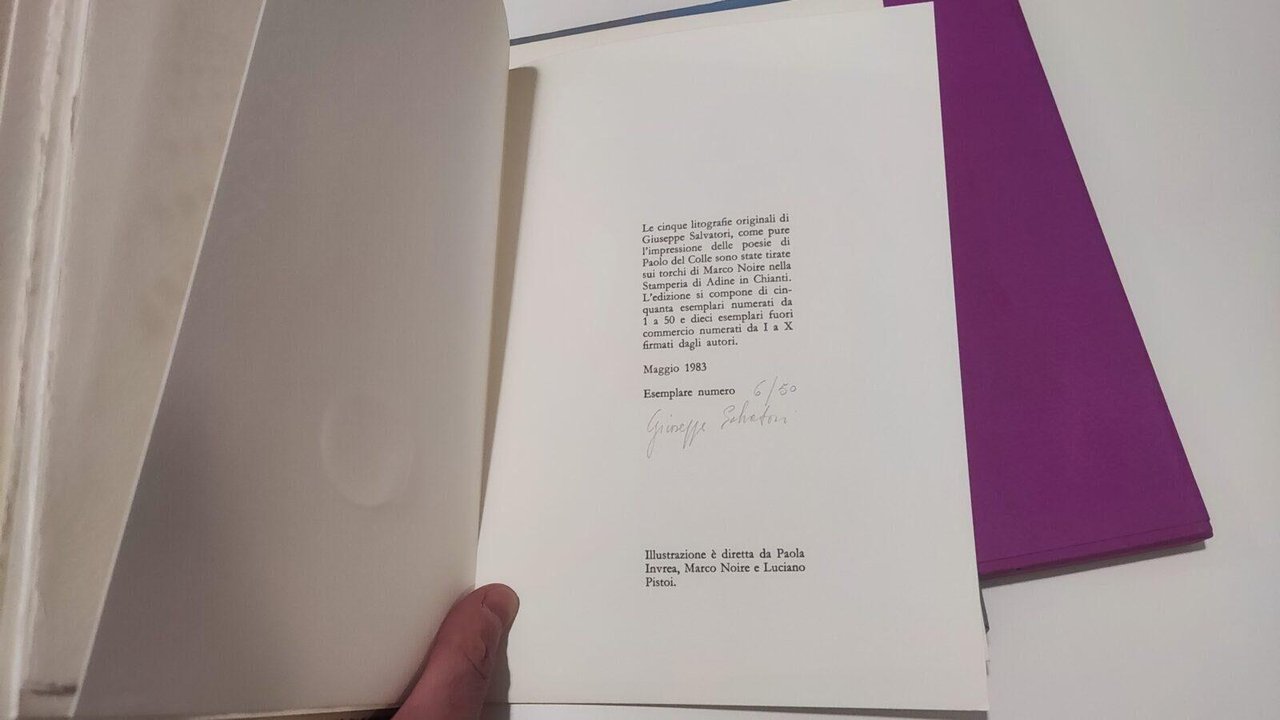 Le cinque litografie originali di
Giuseppe Salvatori, come pure
l'impressione delle poesie di
Paolo del Colle sono state tirate
sui torchi di Marco Noire nella
Stamperia di Adine in Chianti.
L'edizione si compone di cin-
quanta esemplari numerati da
1 a 50 e dieci esemplari fuori
commercio numerati da I a X
firmati dagli autori.
Maggio 1983
Esemplare numero 6/50
Giuseppe Salvatori
Illustrazione è diretta da Paola
Invrea, Marco Noire e Luciano
Pistoi.